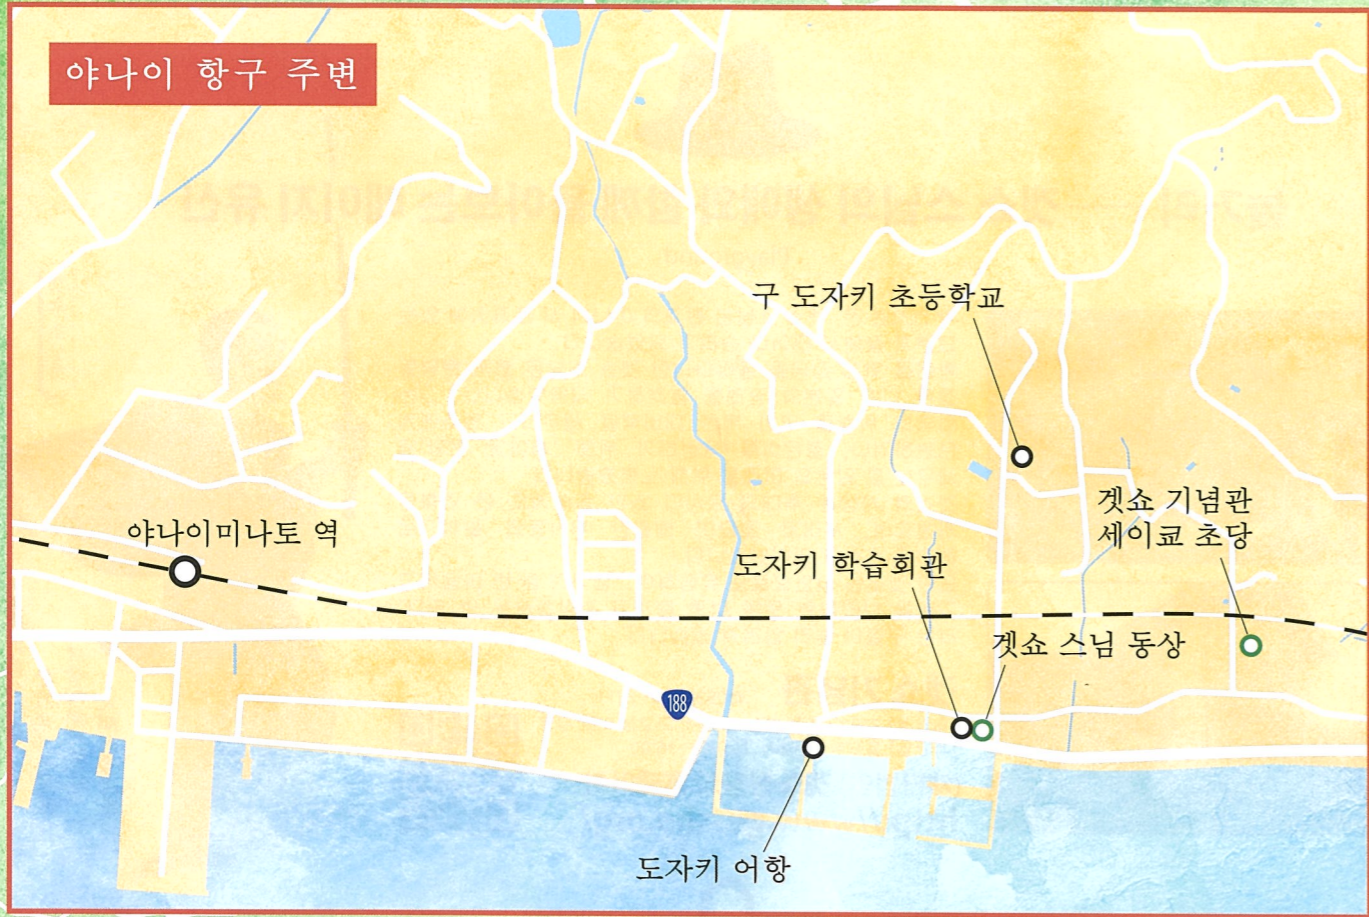 야나이 항구 주변
구 도자키 초등학교
겟쇼 기념관
세이쿄 초당
야나이미나토 역
도자키 학습회관
겟쇼 스님 동상
188
도자키 어항